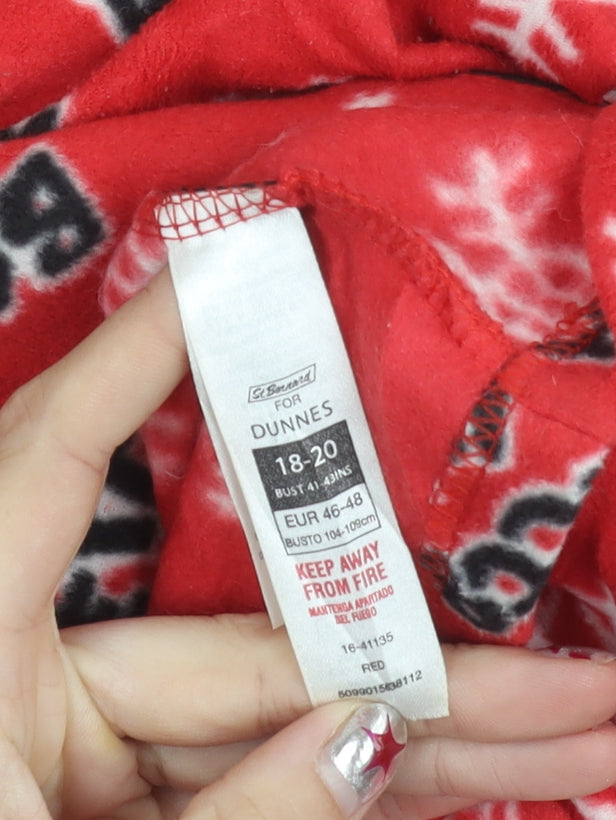 St Bernard
FOR
DUNNES
18-20
BUST 41-43INS
EUR 46-48
BUSTO 104-109cm
KEEP AWAY
FROM FIRE
MANTENGA APARTADO
DEL FUEGO
16-41135
RED
5099015638112